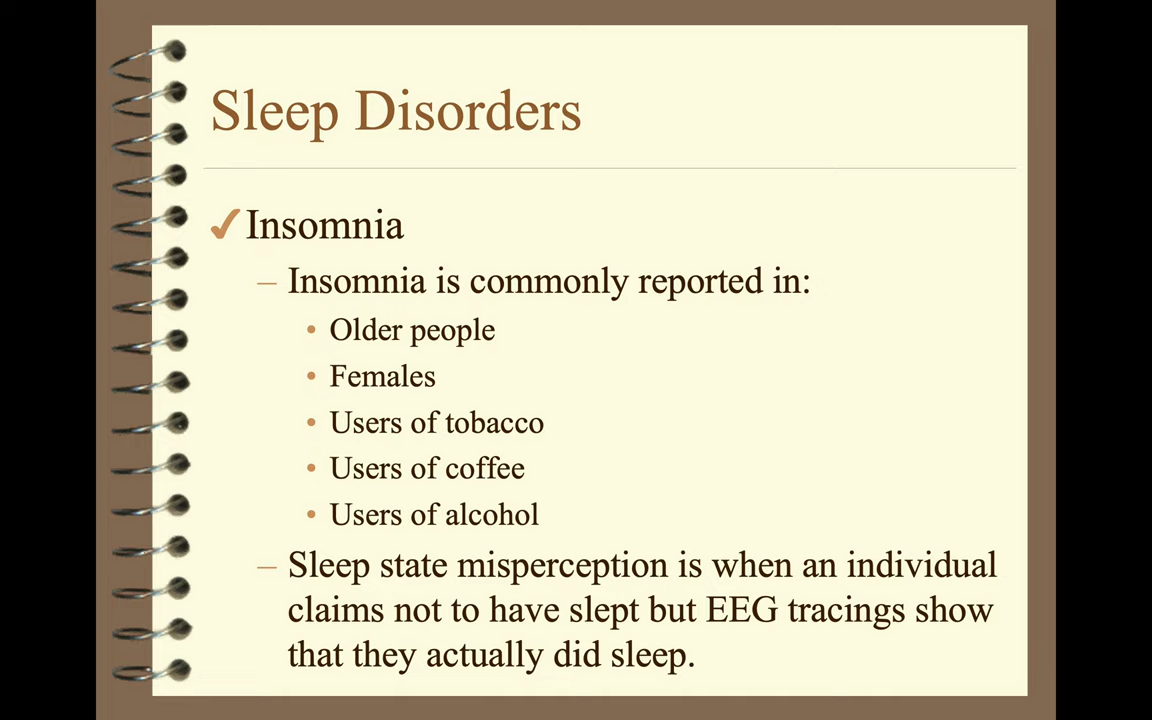 Sleep Disorders
✓Insomnia
– Insomnia is commonly reported in:
• Older people
• Females
• Users of tobacco
• Users of coffee
• Users of alcohol
– Sleep state misperception is when an individual
claims not to have slept but EEG tracings show
that they actually did sleep.